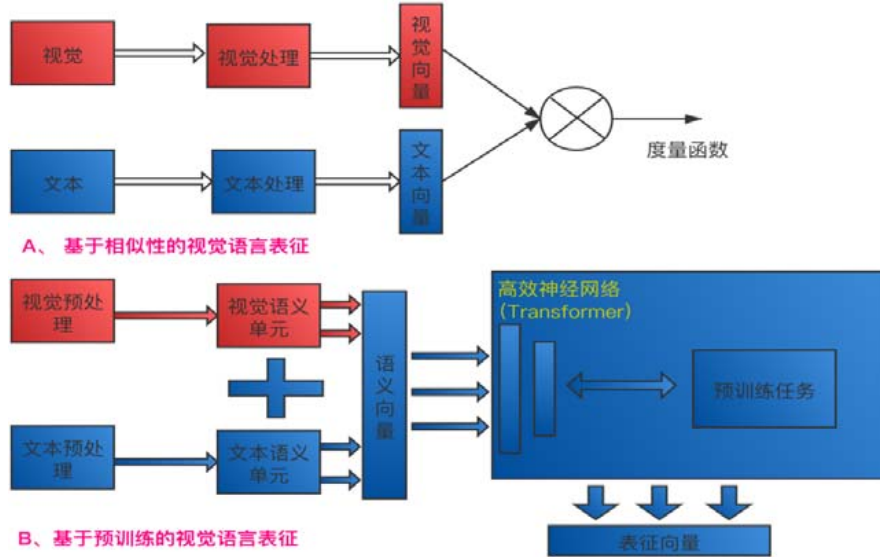 视觉
视觉处理
视觉向量
文本
文本处理
文本向量
度量函数
A、 基于相似性的视觉语言表征
视觉预处
理
视觉语义
单元
文本预处
理
文本语义
单元
语义向量
高效神经网络
(Transformer)
预训练任务
表征向量
B、基于预训练的视觉语言表征